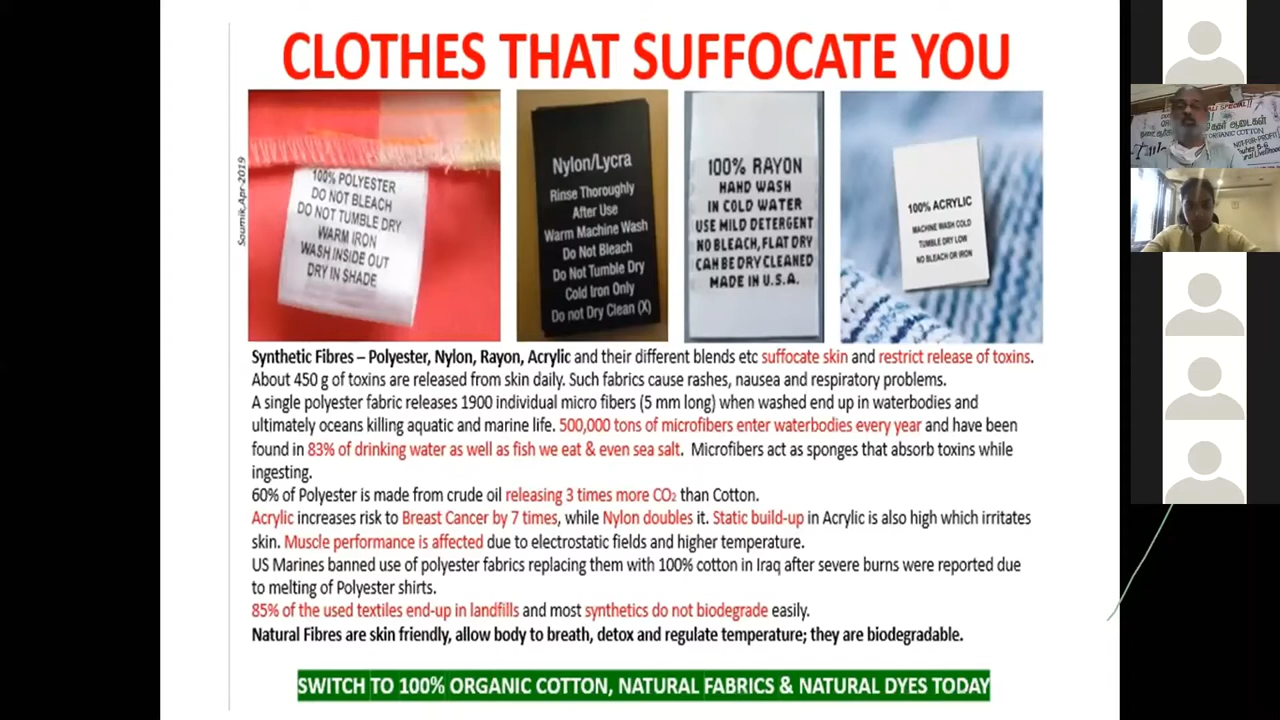 CLOTHES THAT SUFFOCATE YOU
Soumik,Apr-2019
100% POLYESTER
DO NOT BLEACH
DO NOT TUMBLE DRY
WARM IRON
WASH INSIDE OUT
DRY IN SHADE
Nylon/Lycra
Rinse Thoroughly
After Use
Warm Machine Wash
Do Not Bleach
Do Not Tumble Dry
Cold Iron Only
Do not Dry Clean (X)
100% RAYON
HAND WASH
IN COLD WATER
USE MILD DETERGENT
NO BLEACH, FLAT DRY
CAN BE DRY CLEANED
MADE IN U.S.A.
100% ACRYLIC
MACHINE WASH COLD
TUMBLE DRY LOW
NO BLEACH OR IRON
Synthetic Fibres – Polyester, Nylon, Rayon, Acrylic and their different blends etc suffocate skin and restrict release of toxins.
About 450 g of toxins are released from skin daily. Such fabrics cause rashes, nausea and respiratory problems.
A single polyester fabric releases 1900 individual micro fibers (5 mm long) when washed end up in waterbodies and
ultimately oceans killing aquatic and marine life. 500,000 tons of microfibers enter waterbodies every year and have been
found in 83% of drinking water as well as fish we eat & even sea salt. Microfibers act as sponges that absorb toxins while
ingesting.
60% of Polyester is made from crude oil releasing 3 times more CO₂ than Cotton.
Acrylic increases risk to Breast Cancer by 7 times, while Nylon doubles it. Static build-up in Acrylic is also high which irritates
skin. Muscle performance is affected due to electrostatic fields and higher temperature.
US Marines banned use of polyester fabrics replacing them with 100% cotton in Iraq after severe burns were reported due
to melting of Polyester shirts.
85% of the used textiles end-up in landfills and most synthetics do not biodegrade easily.
Natural Fibres are skin friendly, allow body to breath, detox and regulate temperature; they are biodegradable.
SWITCH TO 100% ORGANIC COTTON, NATURAL FABRICS & NATURAL DYES TODAY
SPECIAL!!
ORGANIC COTTON
NOT-FOR-PROFIT